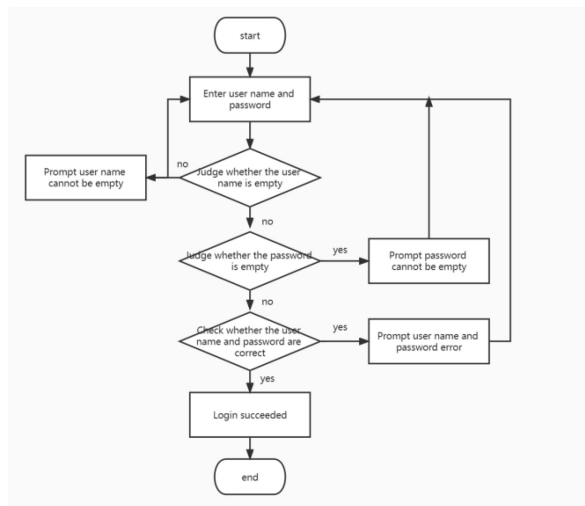 start
Enter user name and
password
no
Judge whether the user
name is empty
Prompt user name
cannot be empty
no
Judge whether the password
is empty
yes
Prompt password
cannot be empty
no
Check whether the user
name and password are
correct
yes
Prompt user name and
password error
yes
Login succeeded
end